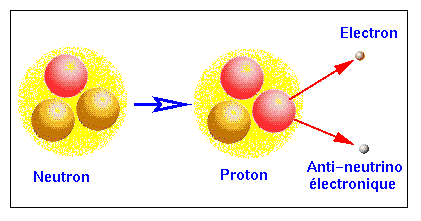 Electron
Neutron
Proton
Anti-neutrino
électronique